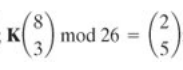 K(8 3) mod 26 = (2 5)